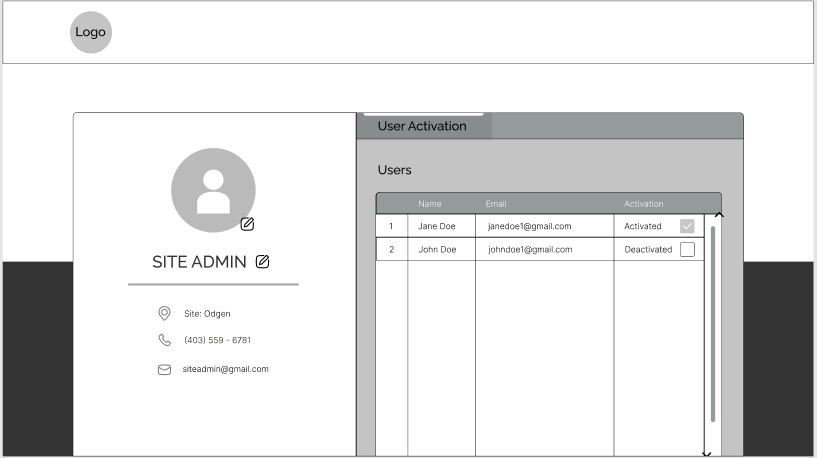 Logo
User Activation
Users
Name Email Activation
1 Jane Doe janedoe1@gmail.com Activated
2 John Doe johndoe1@gmail.com Deactivated
SITE ADMIN
Site: Odgen
(403) 559 - 6781
siteadmin@gmail.com